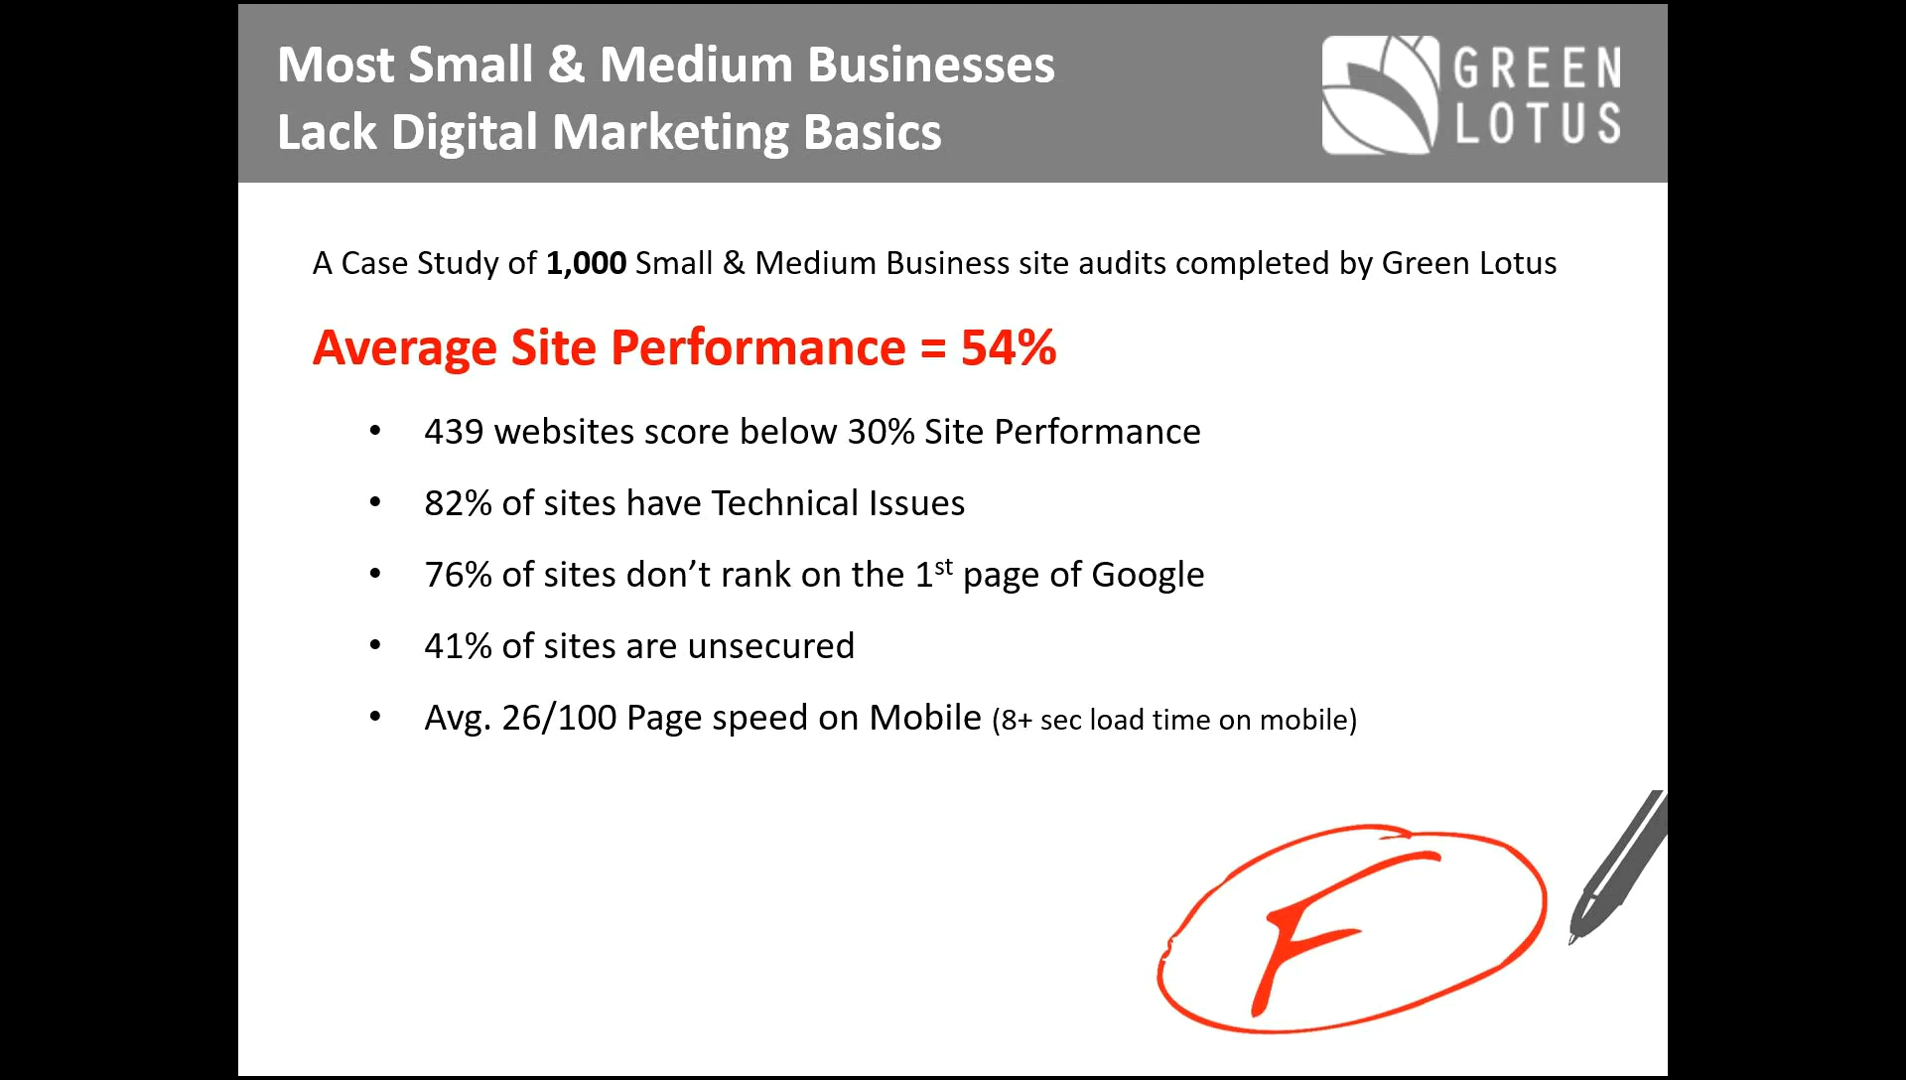 Most Small & Medium Businesses
Lack Digital Marketing Basics
GREEN
LOTUS
A Case Study of 1,000 Small & Medium Business site audits completed by Green Lotus
Average Site Performance = 54%
• 439 websites score below 30% Site Performance
• 82% of sites have Technical Issues
• 76% of sites don’t rank on the 1st page of Google
• 41% of sites are unsecured
• Avg. 26/100 Page speed on Mobile (8+ sec load time on mobile)
F